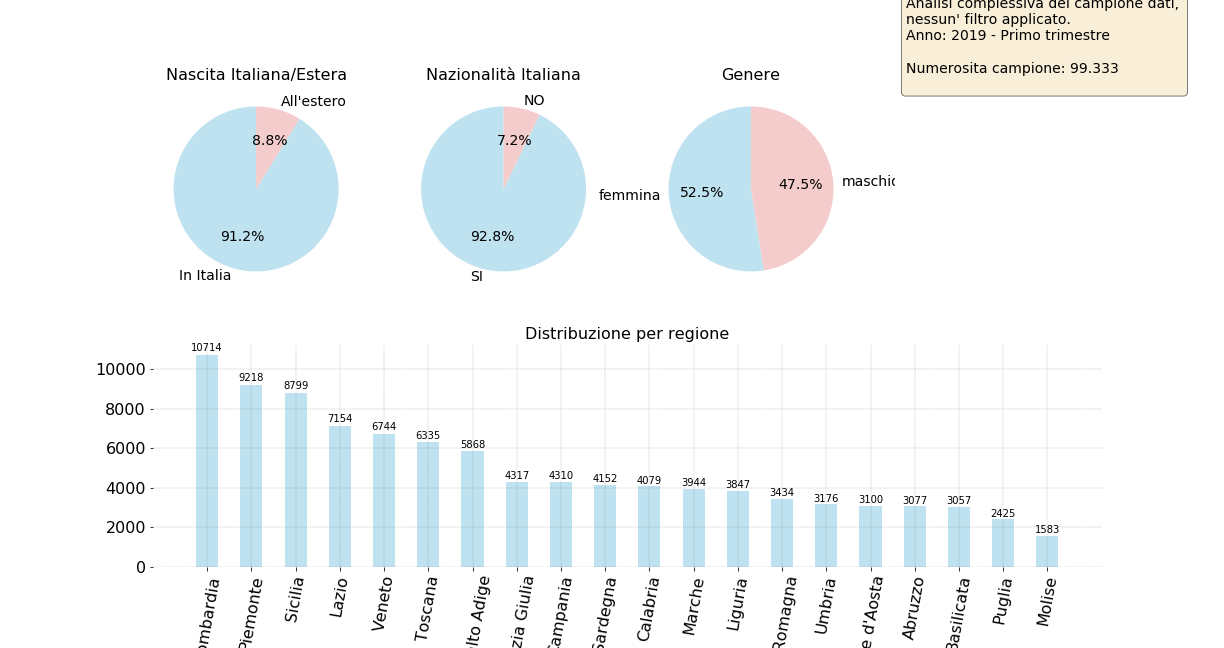 Analisi complessiva del campione dati,
nessun' filtro applicato.
Anno: 2019 - Primo trimestre
Numerosita campione: 99.333
Nascita Italiana/Estera
Nazionalità Italiana
Genere
All'estero
8.8%
91.2%
In Italia
NO
7.2%
92.8%
SI
femmina
52.5%
47.5%
maschio
Distribuzione per regione
10000
8000
6000
4000
2000
0
10714
9218
8799
7154
6744
6335
5868
4317
4310
4152
4079
3944
3847
3434
3176
3100
3077
3057
2425
1583
ombardia
Piemonte
Sicilia
Lazio
Veneto
Toscana
lto Adige
zia Giulia
ampania
Sardegna
Calabria
Marche
Liguria
Romagna
Umbria
e d'Aosta
Abruzzo
Basilicata
Puglia
Molise